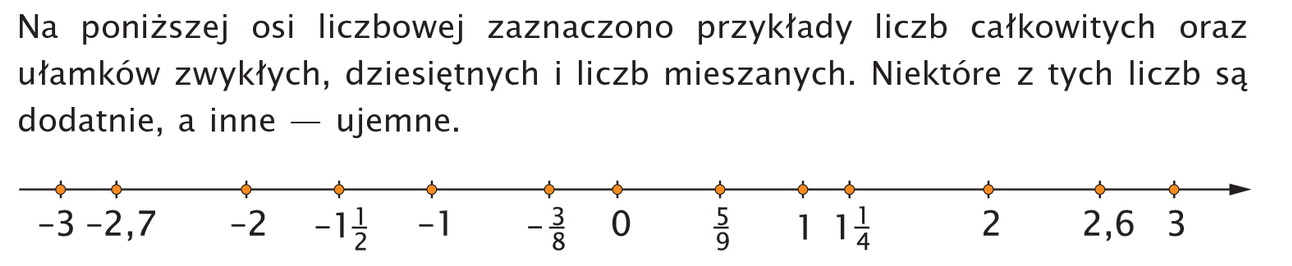 Na poniższej osi liczbowej zaznaczono przykłady liczb całkowitych oraz
ułamków zwykłych, dziesiętnych i liczb mieszanych. Niektóre z tych liczb są
dodatnie, a inne — ujemne.
−3 −2,7 −2 −1 1/2 −1 −3/8 0 5/9 1 1 1/4 2 2,6 3